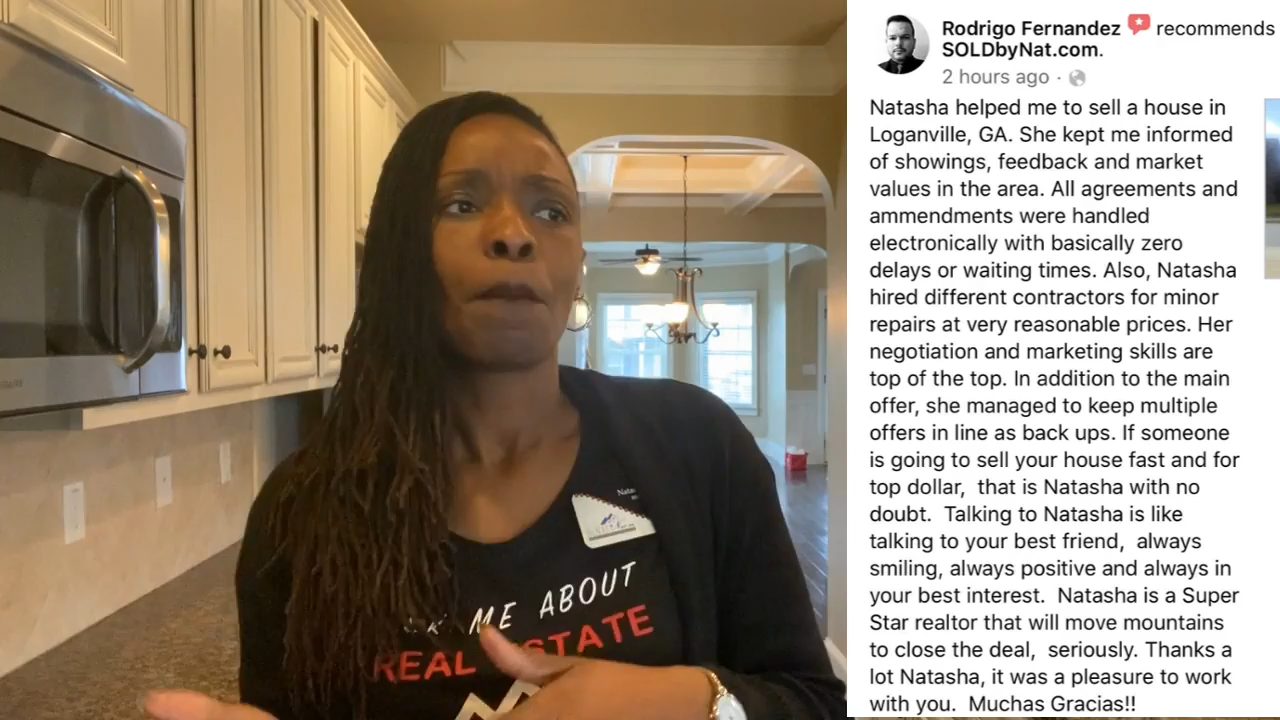 Rodrigo Fernandez recommends
SOLDbyNat.com.
2 hours ago ·
Natasha helped me to sell a house in
Loganville, GA. She kept me informed
of showings, feedback and market
values in the area. All agreements and
ammendments were handled
electronically with basically zero
delays or waiting times. Also, Natasha
hired different contractors for minor
repairs at very reasonable prices. Her
negotiation and marketing skills are
top of the top. In addition to the main
offer, she managed to keep multiple
offers in line as back ups. If someone
is going to sell your house fast and for
top dollar,  that is Natasha with no
doubt.  Talking to Natasha is like
talking to your best friend,  always
smiling, always positive and always in
your best interest.  Natasha is a Super
Star realtor that will move mountains
to close the deal,  seriously. Thanks a
lot Natasha, it was a pleasure to work
with you.  Muchas Gracias!!
ME ABOUT
REAL ESTATE